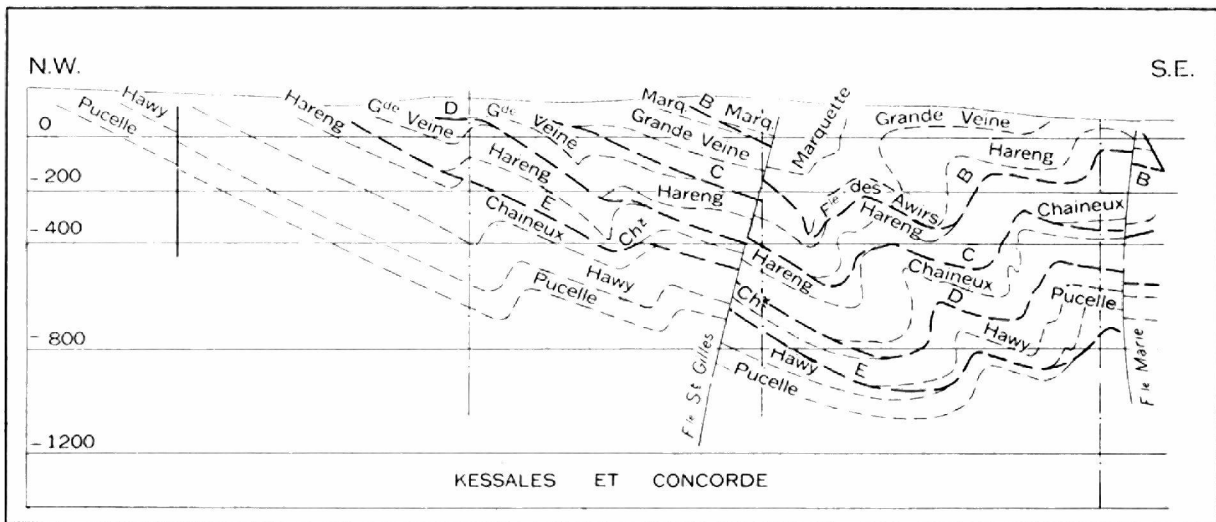 N.W.
S.E.
Pucelle
Hawy
Hareng
Gde Veine
D
Gde Veine
Marq.
B
Marq.
Grande Veine
Marquette
Grande Veine
Hareng
B
B
0
- 200
- 400
- 800
- 1200
Hareng
E
Chaineux
Chx
C
Hareng
Fle des Awirs
Hareng
Chaineux
C
Chaineux
D
Pucelle
Hawy
Pucelle
Hareng
Chx
Hawy
E
Hawy
Pucelle
Fle St Gilles
Fle Marie
KESSALES ET CONCORDE